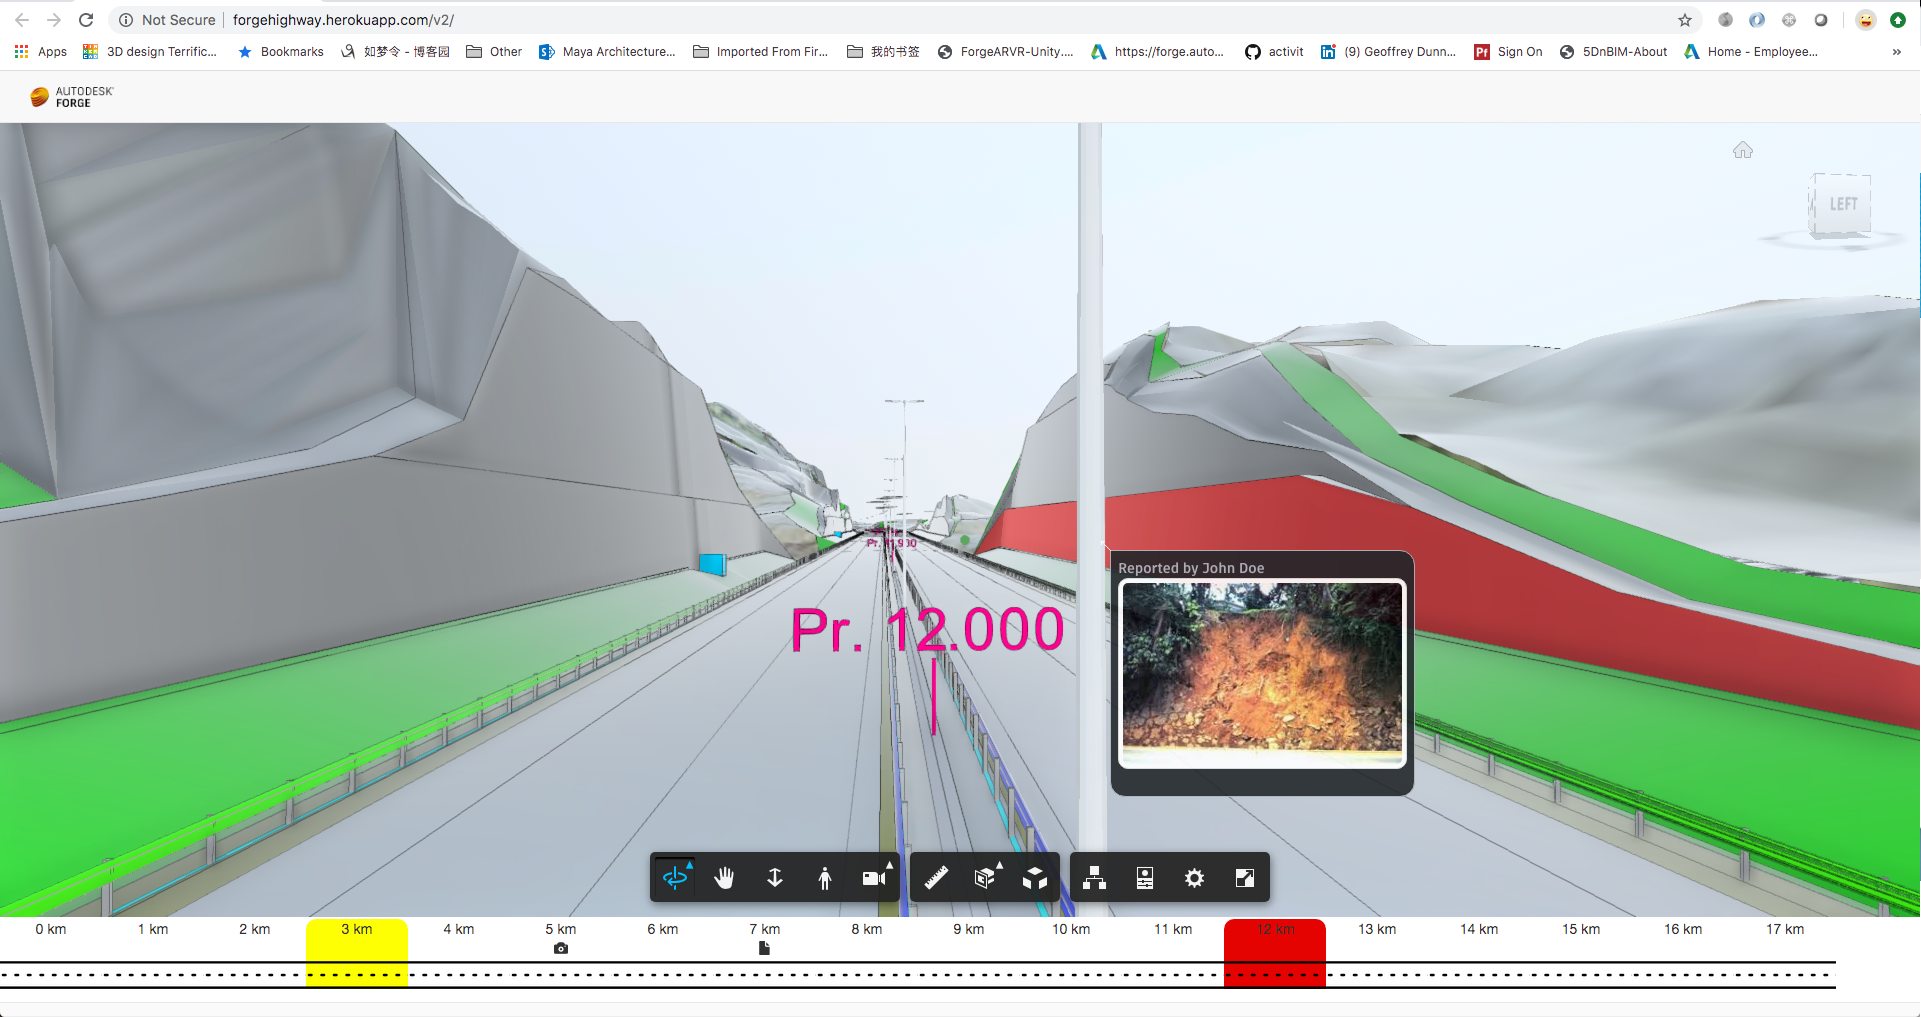 Not Secure | forgehighway.herokuapp.com/v2/
Apps 3D design Terrific... Bookmarks 如梦令 - 博客园 Other Maya Architecture... Imported From Fir... 我的书签 ForgeARVR-Unity.... https://forge.auto... activit (9) Geoffrey Dunn... Sign On 5DnBIM-About Home - Employee... »
AUTODESK
FORGE
LEFT
Reported by John Doe
Pr. 12.000
0 km 1 km 2 km 3 km 4 km 5 km 6 km 7 km 8 km 9 km 10 km 11 km 12 km 13 km 14 km 15 km 16 km 17 km